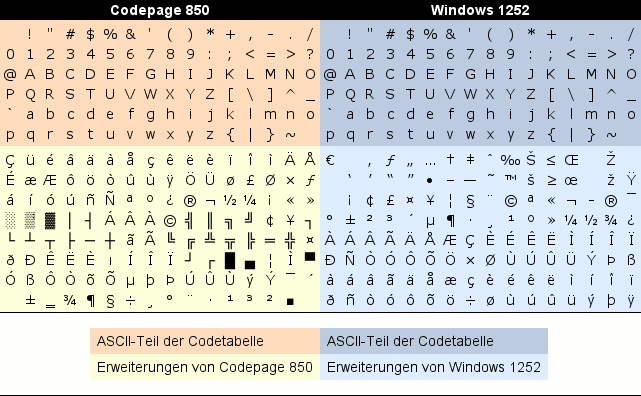 Codepage 850
! " # $ % & ' ( ) * + , - . /
0 1 2 3 4 5 6 7 8 9 : ; < = > ?
@ A B C D E F G H I J K L M N O
P Q R S T U V W X Y Z [ \ ] ^ _
` a b c d e f g h i j k l m n o
p q r s t u v w x y z { | } ~
Ç ü é â ä à å ç ê ë è ï î ì Ä Å
É æ Æ ô ö ò û ù ÿ Ö Ü ø £ Ø × ƒ
á í ó ú ñ Ñ ª º ¿ ® ¬ ½ ¼ ¡ « »
░ ▒ ▓ │ ┤ Á Â À © ╣ ║ ╗ ╝ ¢ ¥ ┐
└ ┴ ┬ ├ ─ ┼ ã Ã ╚ ╔ ╩ ╦ ╠ ═ ╬ ¤
ð Ð Ê Ë È ı Í Î Ï ┘ ┌ █ ▄ ¦ Ì ▀
Ó ß Ô Ò õ Õ µ þ Þ Ú Û Ù ý Ý ¯ ´
± ‗ ¾ ¶ § ÷ ¸ ° ¨ · ¹ ³ ² ■
Windows 1252
! " # $ % & ' ( ) * + , - . /
0 1 2 3 4 5 6 7 8 9 : ; < = > ?
@ A B C D E F G H I J K L M N O
P Q R S T U V W X Y Z [ \ ] ^ _
` a b c d e f g h i j k l m n o
p q r s t u v w x y z { | } ~
€ ‚ ƒ „ … † ‡ ˆ ‰ Š ≤ Œ Ž
‘ ’ “ ” • – — ˜ ™ š ≥ œ ž Ÿ
¡ ¢ £ ¤ ¥ ¦ § ¨ © ª « ¬ - ® ¯
° ± ² ³ ´ µ ¶ · ¸ ¹ º » ¼ ½ ¾ ¿
À Á Â Ã Ä Å Æ Ç È É Ê Ë Ì Í Î Ï
Ð Ñ Ò Ó Ô Õ Ö × Ø Ù Ú Û Ü Ý Þ ß
à á â ã ä å æ ç è é ê ë ì í î ï
ð ñ ò ó ô õ ö ÷ ø ù ú û ü ý þ ÿ
ASCII-Teil der Codetabelle
ASCII-Teil der Codetabelle
Erweiterungen von Codepage 850
Erweiterungen von Windows 1252